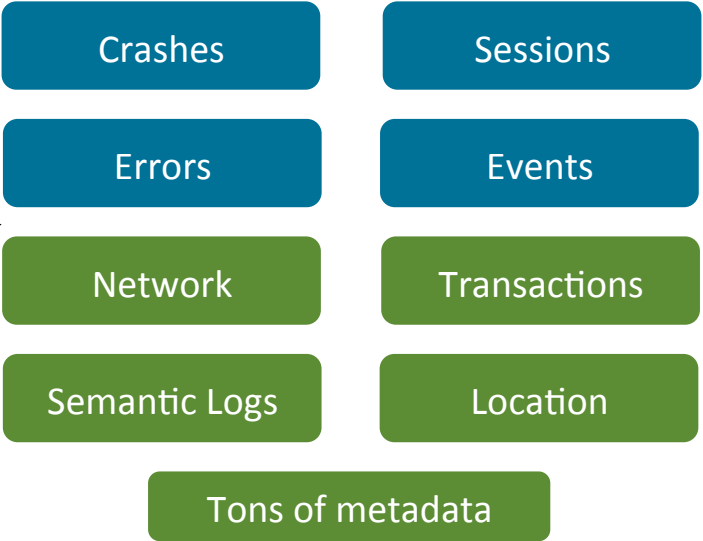 Crashes
Sessions
Errors
Events
Network
Transactions
Semantic Logs
Location
Tons of metadata